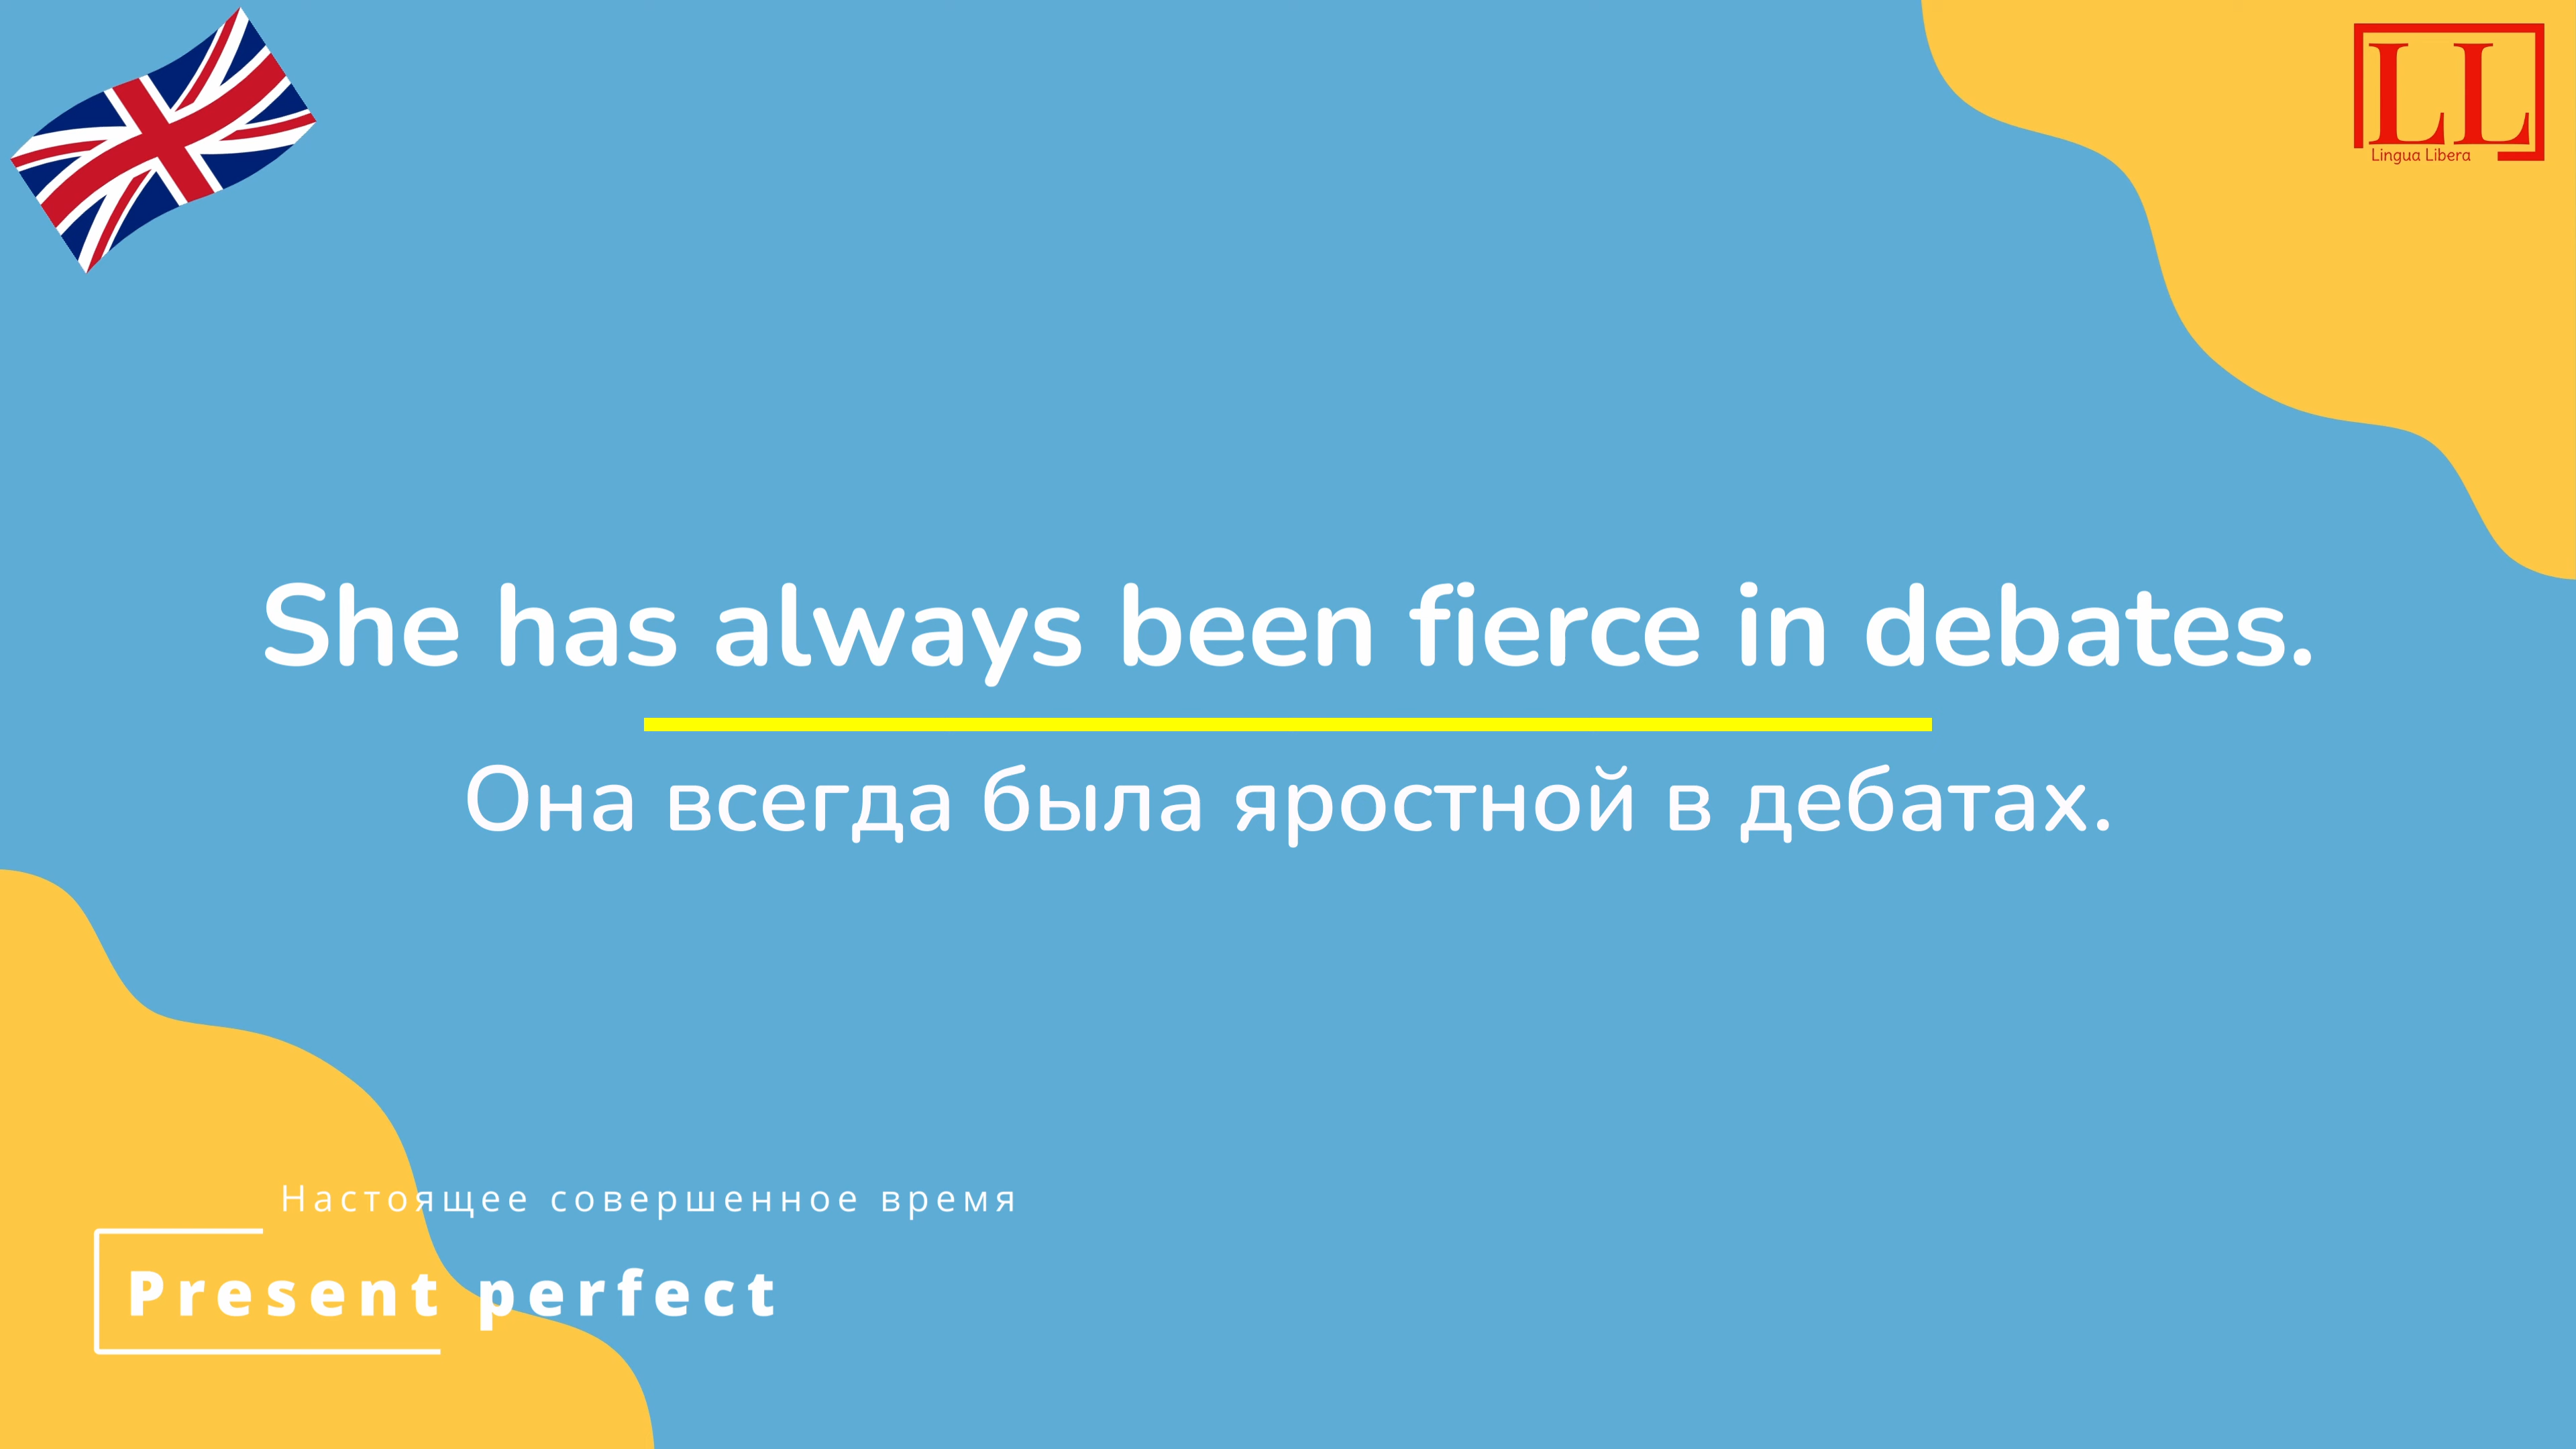 LL
Lingua Libera
She has always been fierce in debates.
Она всегда была яростной в дебатах.
Настоящее совершенное время
Present perfect